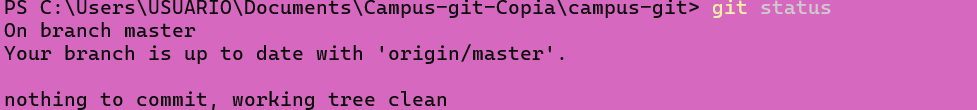 PS C:\Users\USUARIO\Documents\Campus-git-Copia\campus-git> git status
On branch master
Your branch is up to date with 'origin/master'.
nothing to commit, working tree clean